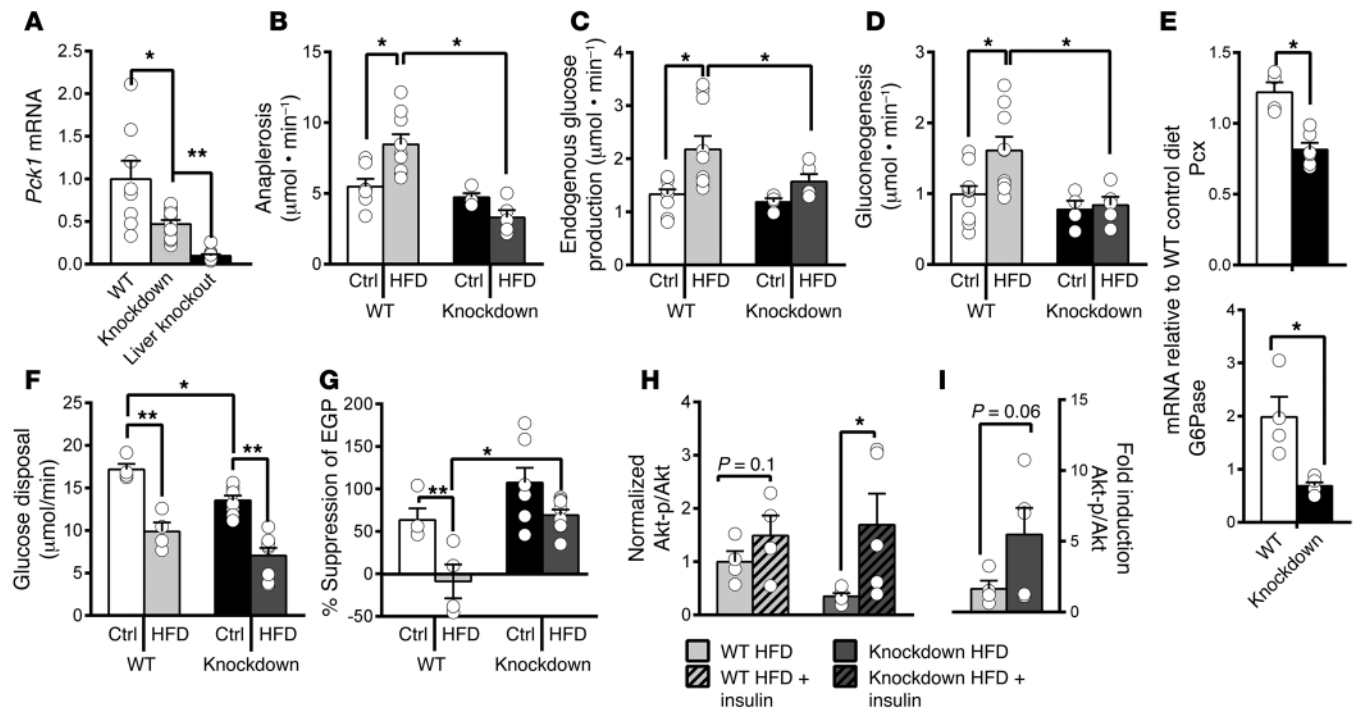 A
Pck1 mRNA
2.5
2.0
1.5
1.0
0.5
0.0
*
**
WT
Knockdown
Liver knockout
B
Anaplerosis
(μmol • min⁻¹)
15
10
5
0
*
*
Ctrl HFD Ctrl HFD
WT Knockdown
C
Endogenous glucose
production (μmol • min⁻¹)
4
3
2
1
0
*
*
Ctrl HFD Ctrl HFD
WT Knockdown
D
Gluconeogenesis
(μmol • min⁻¹)
3
2
1
0
*
*
Ctrl HFD Ctrl HFD
WT Knockdown
E
mRNA relative to WT control diet
Pcx
1.5
1.0
0.5
0.0
*
G6Pase
4
3
2
1
0
*
WT
Knockdown
F
Glucose disposal
(μmol/min)
25
20
15
10
5
0
*
**
**
Ctrl HFD Ctrl HFD
WT Knockdown
G
% Suppression of EGP
200
150
100
50
0
-50
**
*
Ctrl HFD Ctrl HFD
WT Knockdown
H
Normalized
Akt-p/Akt
4
3
2
1
0
P = 0.1
*
I
P = 0.06
15
10
5
0
Fold induction
Akt-p/Akt
WT HFD
WT HFD +
insulin
Knockdown HFD
Knockdown HFD +
insulin